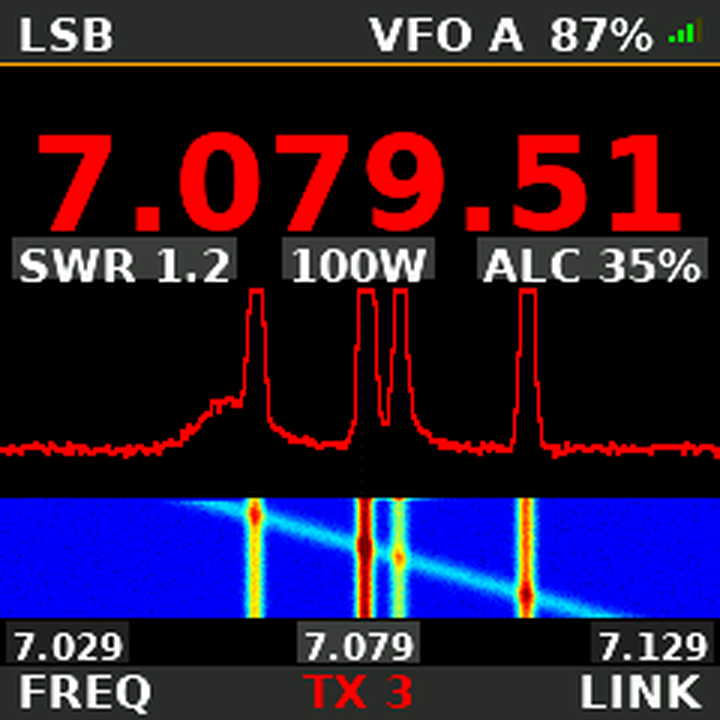 LSB VFO A 87%
7.079.51
SWR 1.2 100W ALC 35%
7.029 7.079 7.129
FREQ TX 3 LINK